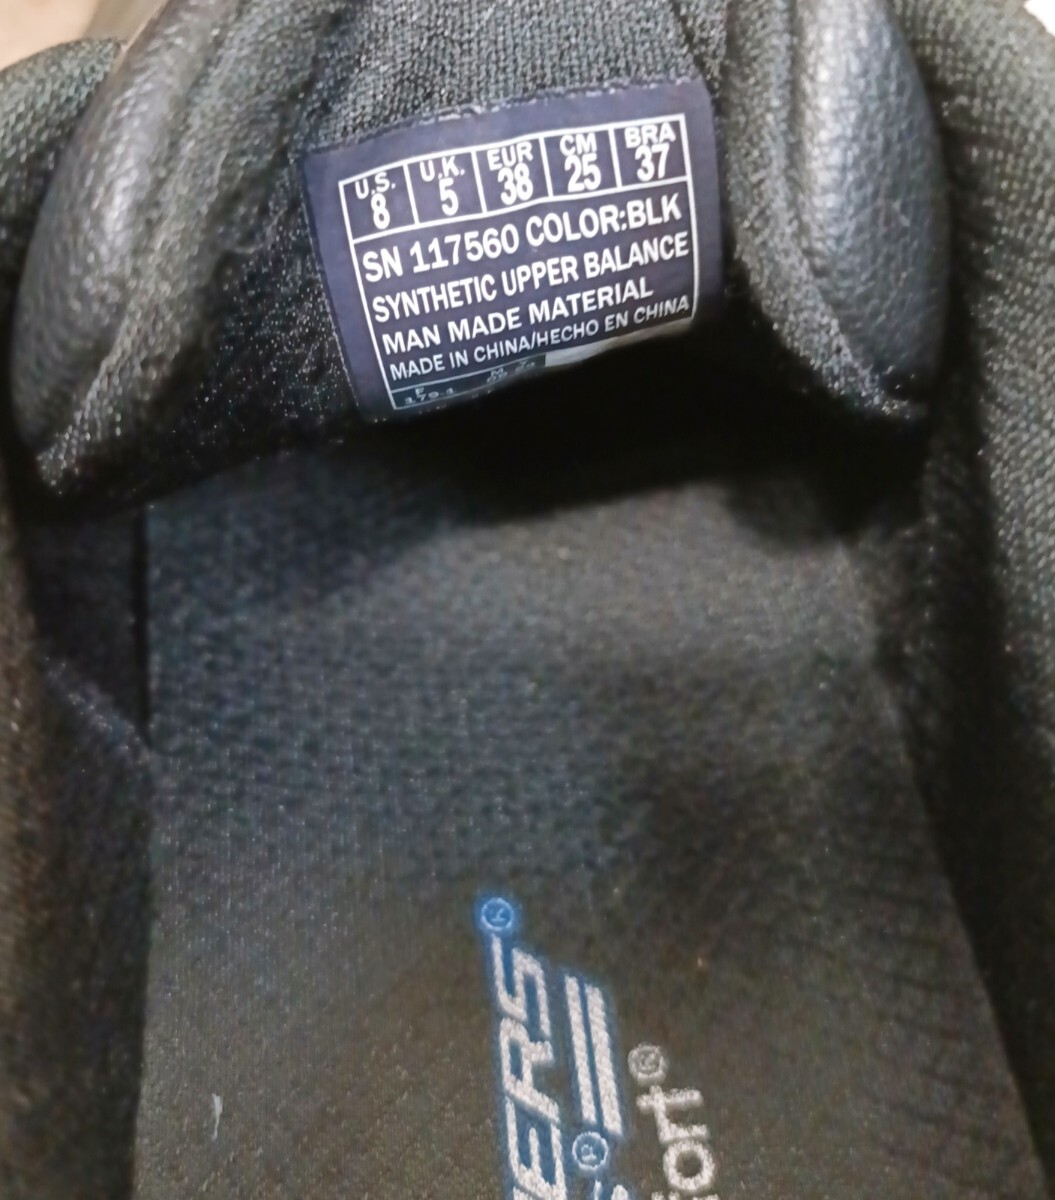 U.S. U.K. EUR CM BRA
8 5 38 25 37
SN 117560 COLOR:BLK
SYNTHETIC UPPER BALANCE
MAN MADE MATERIAL
MADE IN CHINA/HECHO EN CHINA
ERS®